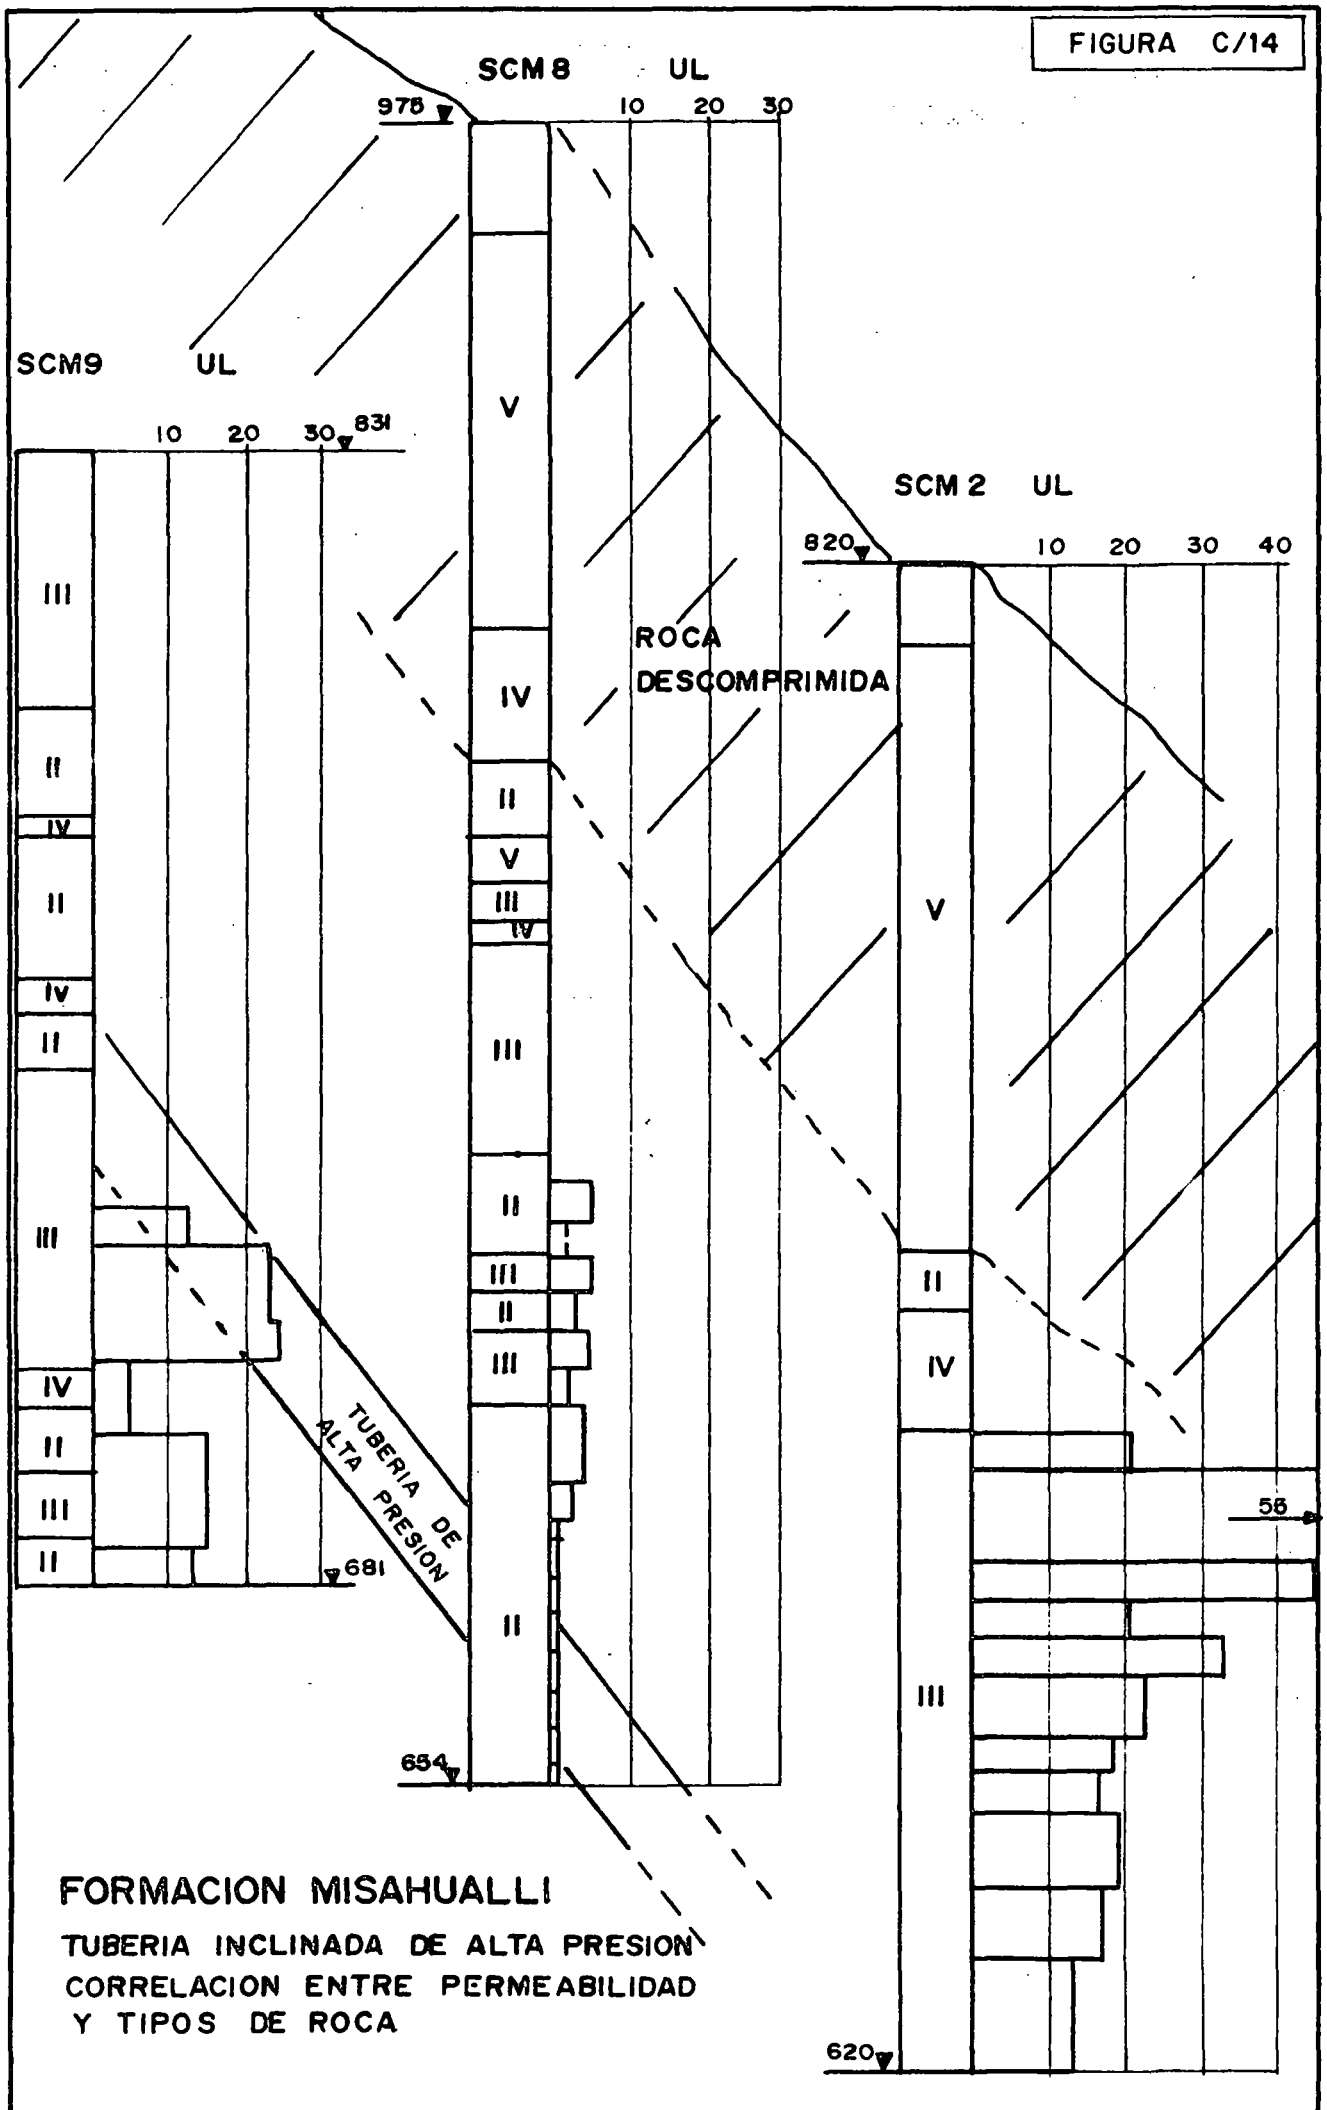 FIGURA C/14
SCM 8 UL
975
10 20 30
V
IV
II
V
III
IV
III
II
III
II
III
II
654
SCM9 UL
10 20 30 831
III
II
IV
II
IV
II
III
IV
II
III
II
681
SCM 2 UL
820
10 20 30 40
V
II
IV
III
56
620
ROCA
DESCOMPRIMIDA
TUBERIA DE
ALTA PRESION
FORMACION MISAHUALLI
TUBERIA INCLINADA DE ALTA PRESION
CORRELACION ENTRE PERMEABILIDAD
Y TIPOS DE ROCA